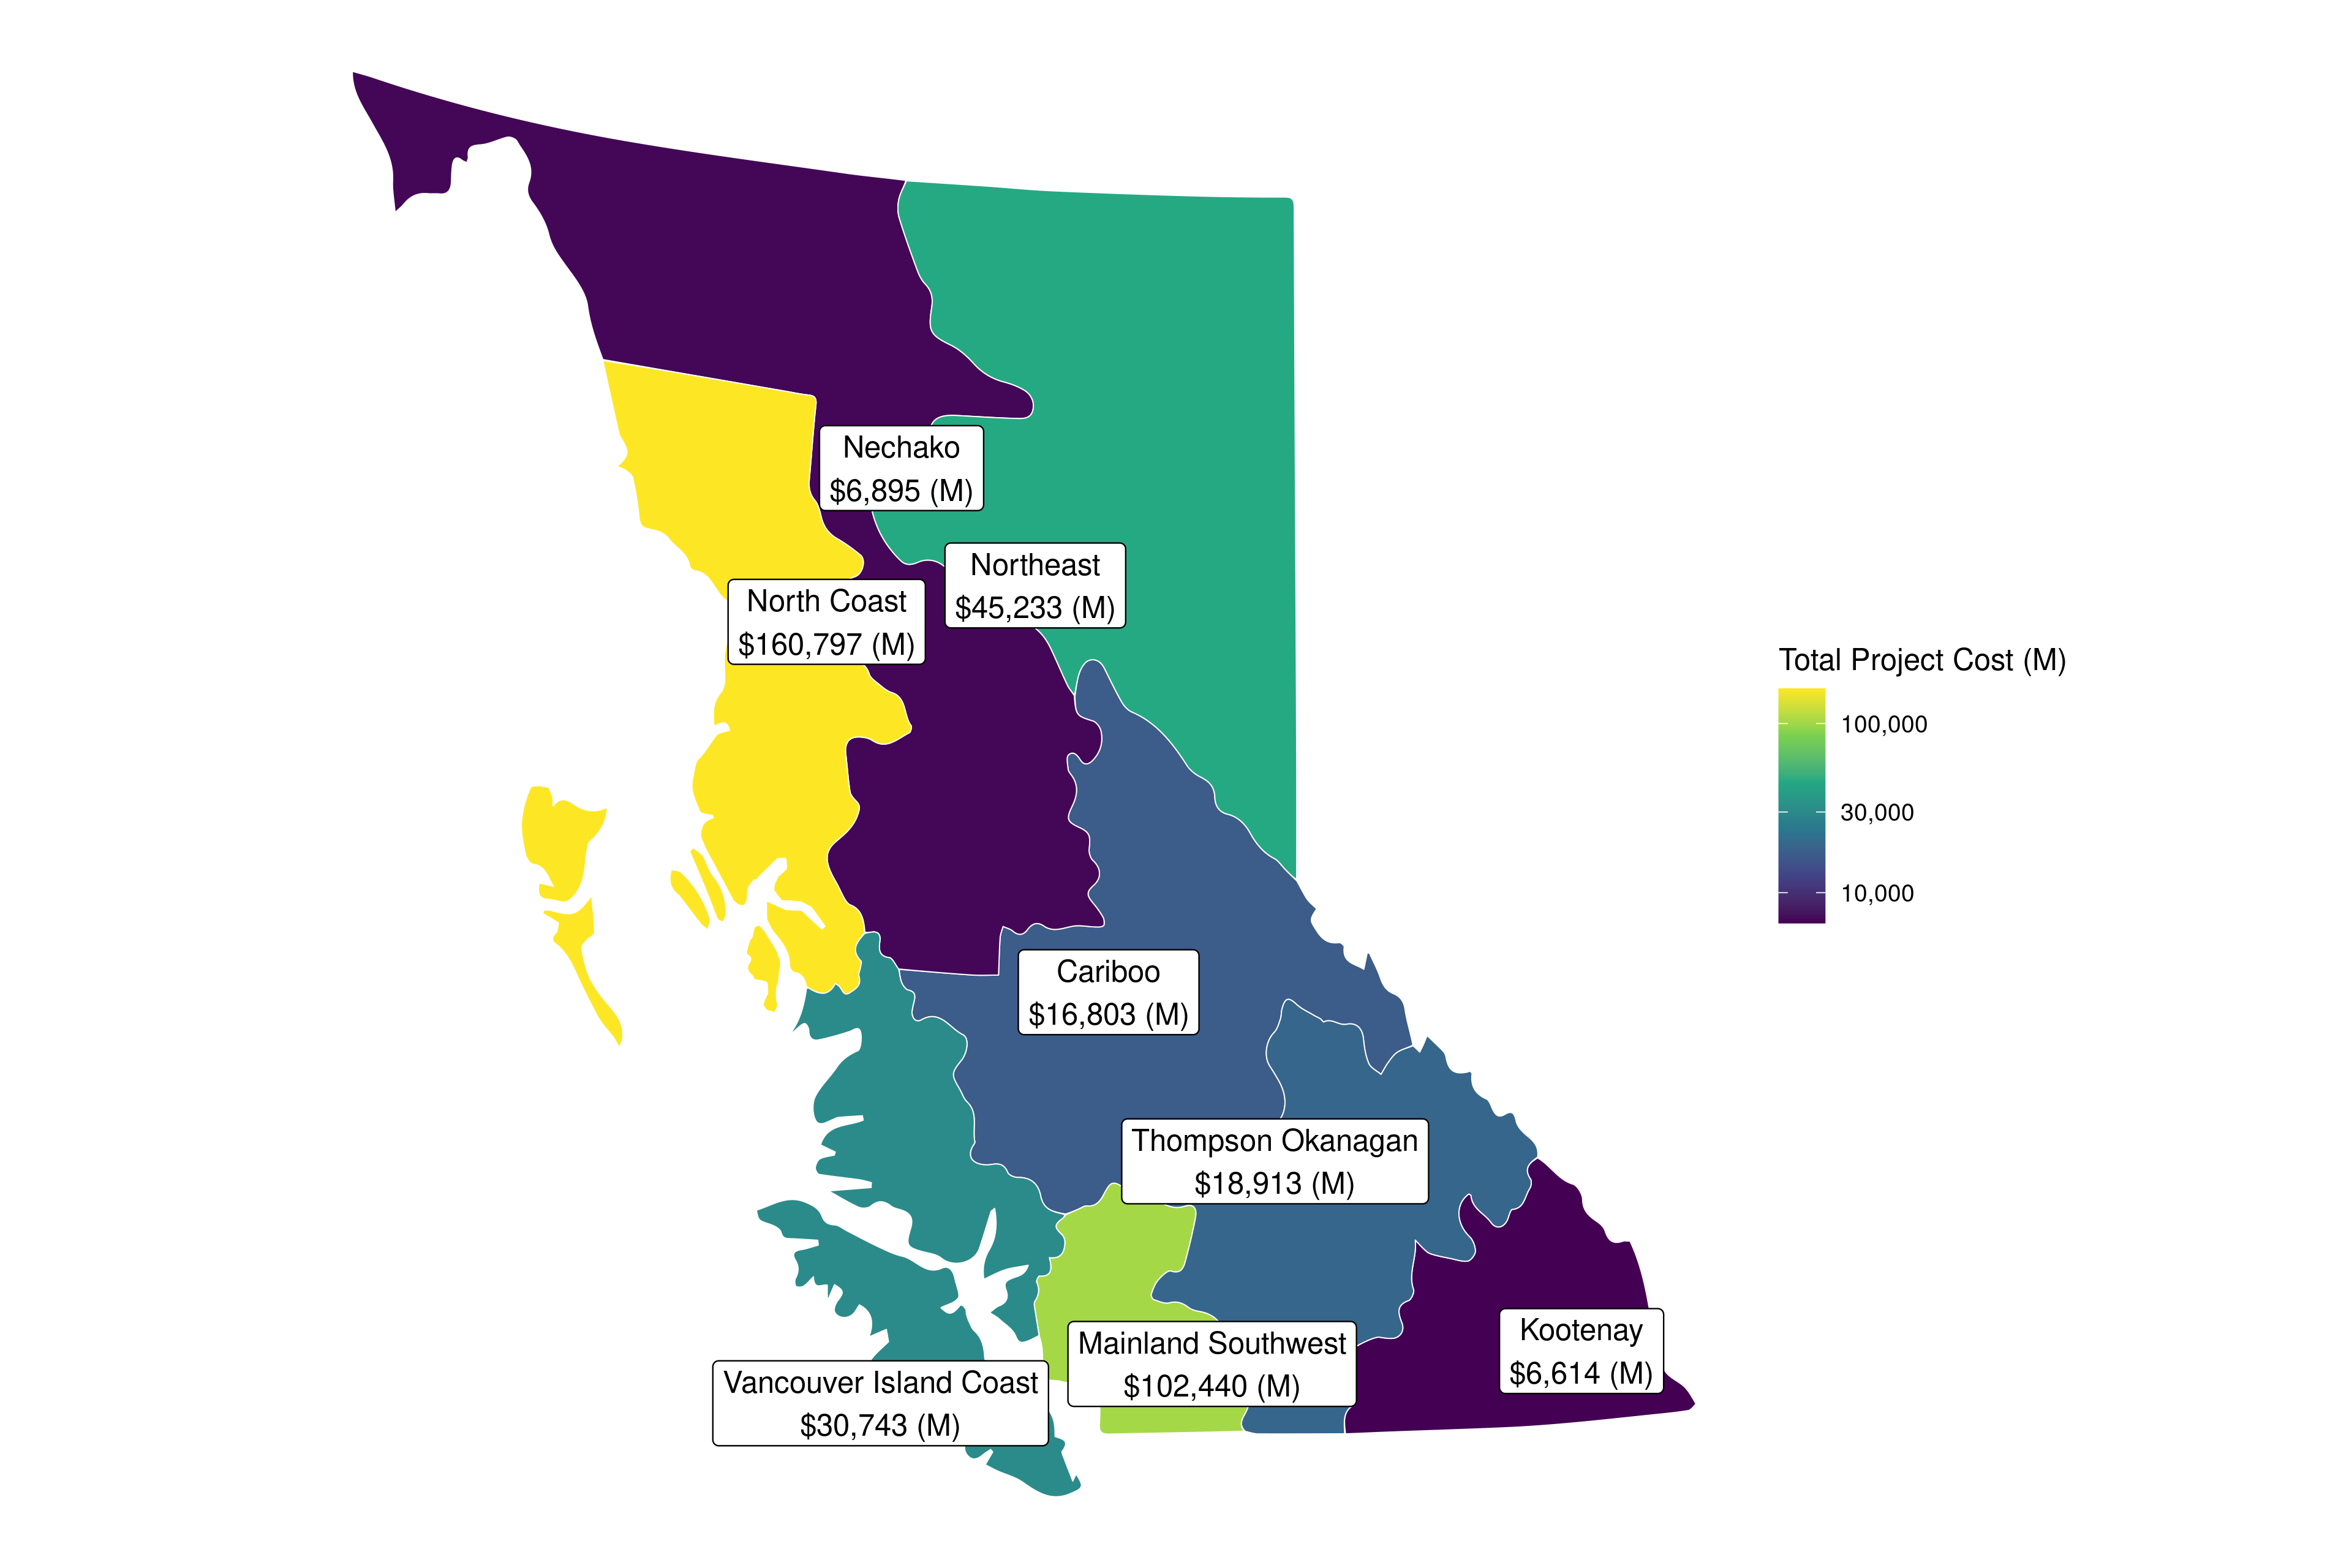 Nechako
$6,895 (M)
Northeast
$45,233 (M)
North Coast
$160,797 (M)
Total Project Cost (M)
100,000
30,000
10,000
Cariboo
$16,803 (M)
Thompson Okanagan
$18,913 (M)
Mainland Southwest
$102,440 (M)
Kootenay
$6,614 (M)
Vancouver Island Coast
$30,743 (M)